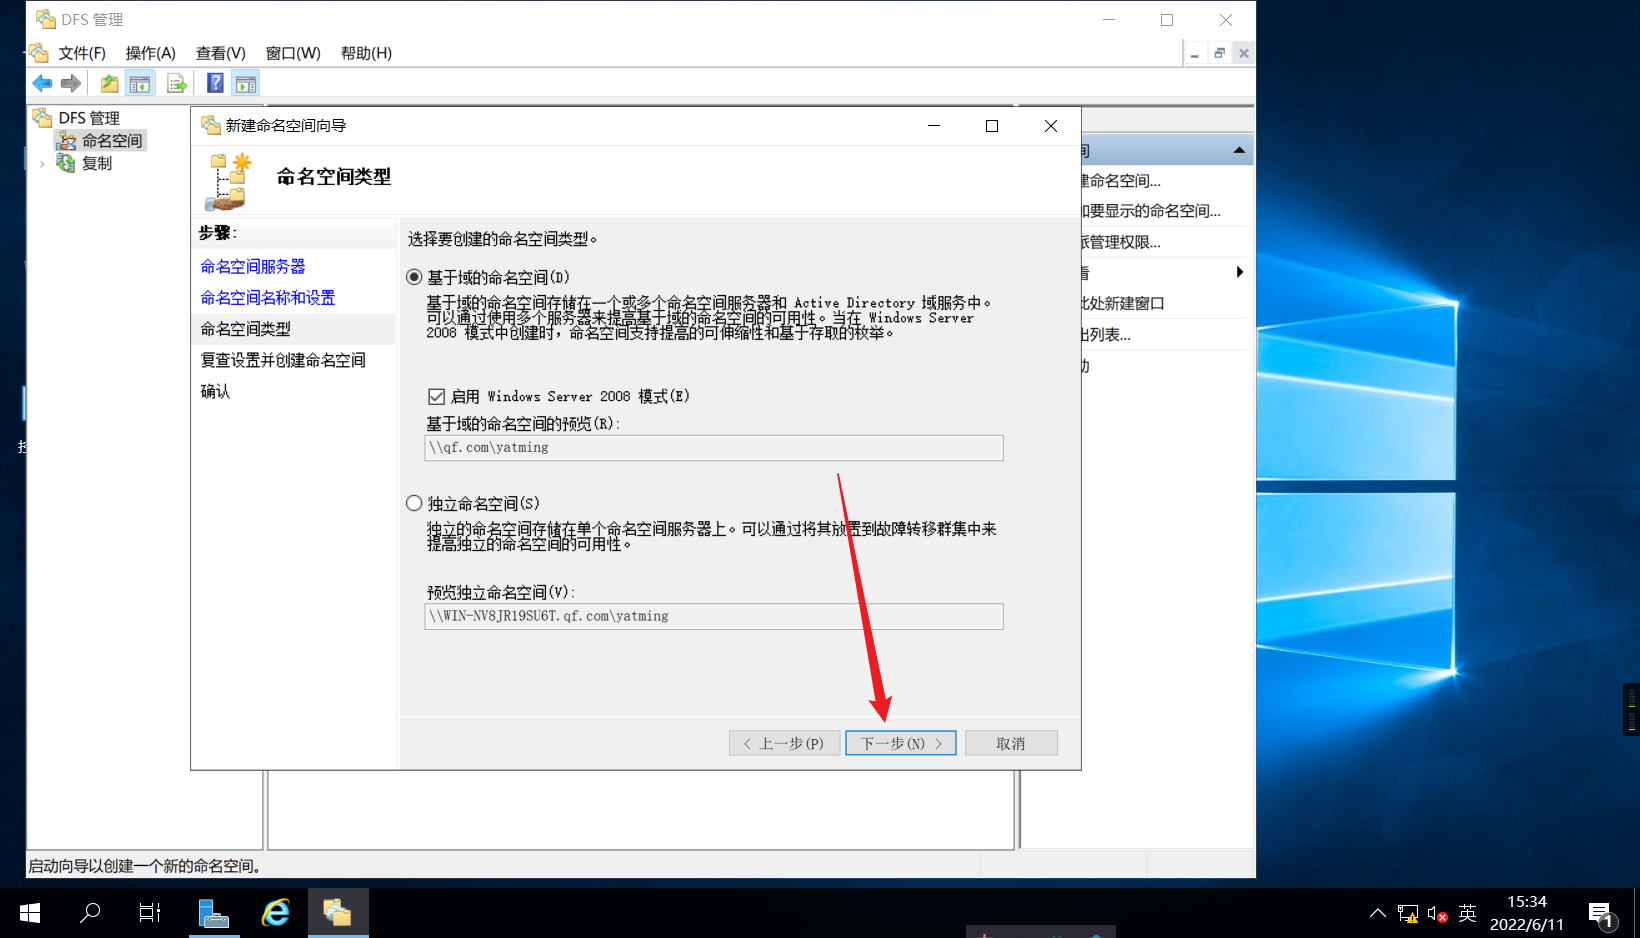 DFS 管理
文件(F) 操作(A) 查看(V) 窗口(W) 帮助(H)
DFS 管理
命名空间
复制
新建命名空间向导
命名空间类型
步骤:
命名空间服务器
命名空间名称和设置
命名空间类型
复查设置并创建命名空间
确认
选择要创建的命名空间类型。
基于域的命名空间(D)
基于域的命名空间存储在一个或多个命名空间服务器和 Active Directory 域服务中。
可以通过使用多个服务器来提高基于域的命名空间的可用性。当在 Windows Server
2008 模式中创建时，命名空间支持提高的可伸缩性和基于存取的枚举。
启用 Windows Server 2008 模式(E)
基于域的命名空间的预览(R):
\\qf.com\yatming
独立命名空间(S)
独立的命名空间存储在单个命名空间服务器上。可以通过将其放置到故障转移群集中来
提高独立的命名空间的可用性。
预览独立命名空间(V):
\\WIN-NV8JR19SU6T.qf.com\yatming
< 上一步(P) 下一步(N) > 取消
间
建命名空间...
加要显示的命名空间...
派管理权限...
看
此处新建窗口
出列表...
助
启动向导以创建一个新的命名空间。
英
15:34
2022/6/11
1